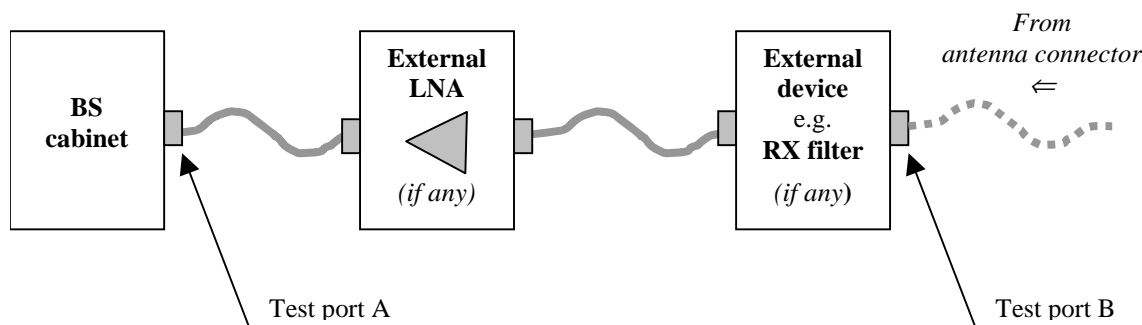 BS
cabinet
External
LNA
(if any)
External
device
e.g.
RX filter
(if any)
From
antenna connector
⇐
Test port A
Test port B